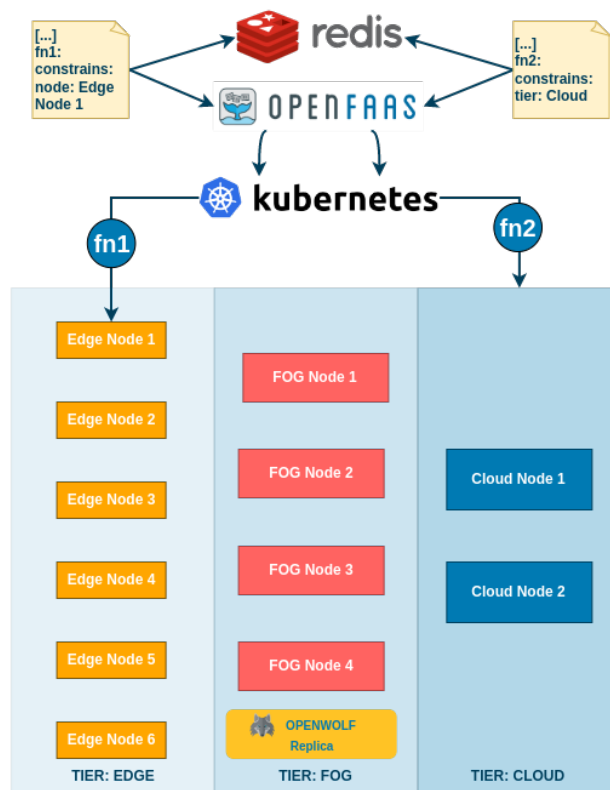 [...]
fn1:
constrains:
node: Edge
Node 1
redis
[...]
fn2:
constrains:
tier: Cloud
OPENFAAS
kubernetes
fn1
fn2
Edge Node 1
Edge Node 2
Edge Node 3
Edge Node 4
Edge Node 5
Edge Node 6
TIER: EDGE
FOG Node 1
FOG Node 2
FOG Node 3
FOG Node 4
OPENWOLF
Replica
TIER: FOG
Cloud Node 1
Cloud Node 2
TIER: CLOUD